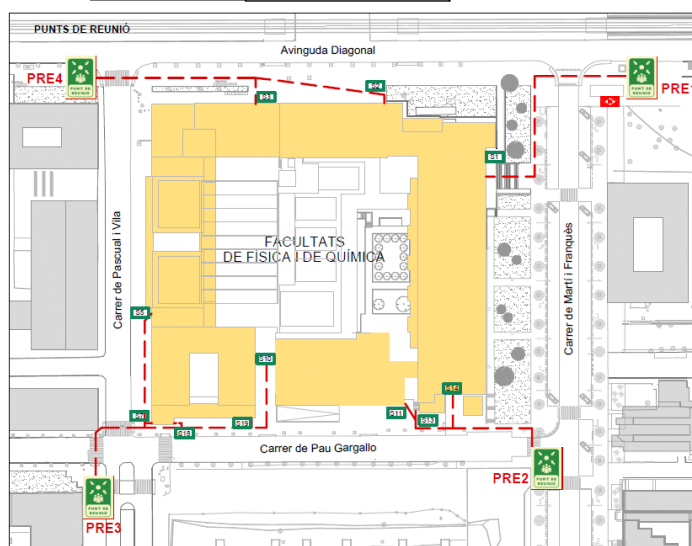 PUNTS DE REUNIÓ
Avinguda Diagonal
PRE4
PUNT DE
REUNIÓ
S3
S2
PUNT DE
REUNIÓ
PRE1
S1
FACULTATS
DE FÍSICA I DE QUÍMICA
Carrer de Pascual i Vila
Carrer de Martí i Franquès
S5
S10
S14
S7
S11
S13
S19
S18
Carrer de Pau Gargallo
PRE2
PUNT DE
REUNIÓ
PUNT DE
REUNIÓ
PRE3